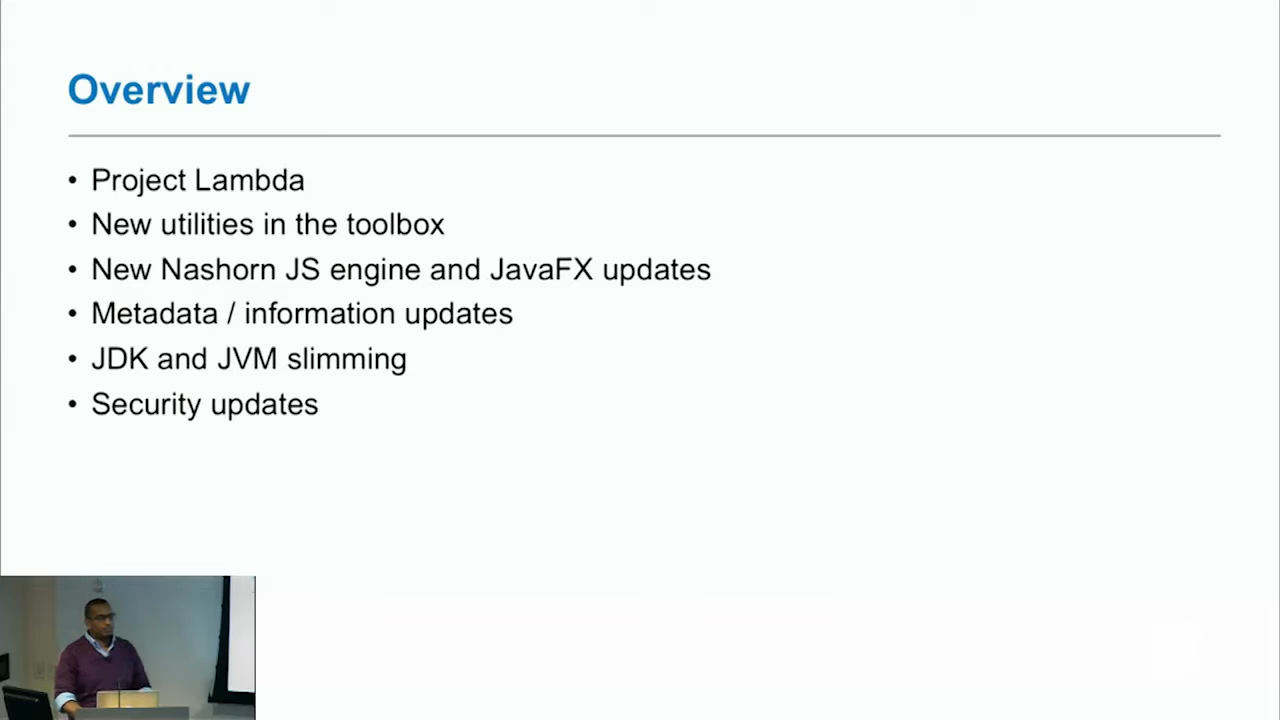 Overview
• Project Lambda
• New utilities in the toolbox
• New Nashorn JS engine and JavaFX updates
• Metadata / information updates
• JDK and JVM slimming
• Security updates